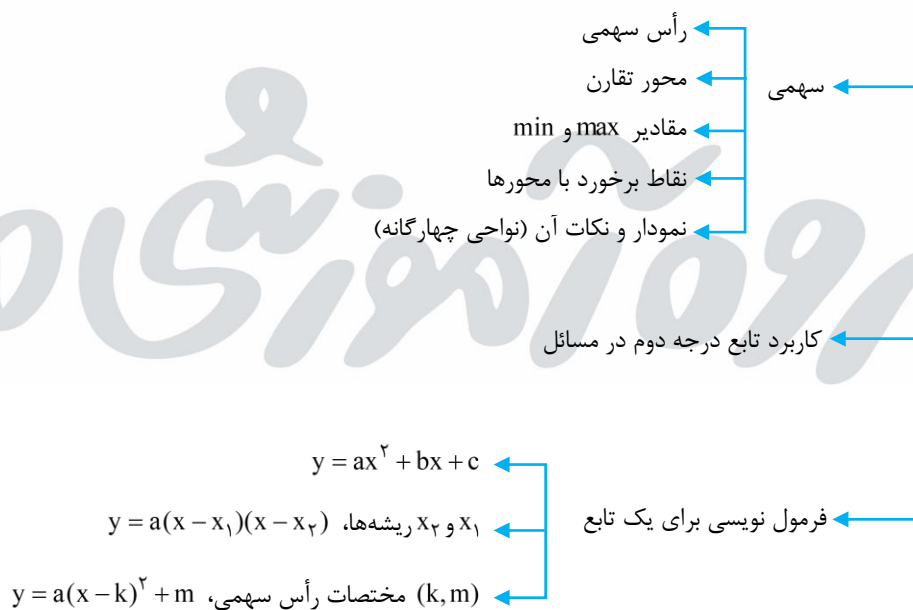 سهمی
رأس سهمی
محور تقارن
مقادیر max و min
نقاط برخورد با محورها
نمودار و نکات آن (نواحی چهارگانه)
کاربرد تابع درجه دوم در مسائل
فرمول نویسی برای یک تابع
y = ax² + bx + c
x₁ و x₂ ریشه‌ها، y = a(x − x₁)(x − x₂)
(k,m) مختصات رأس سهمی، y = a(x − k)² + m